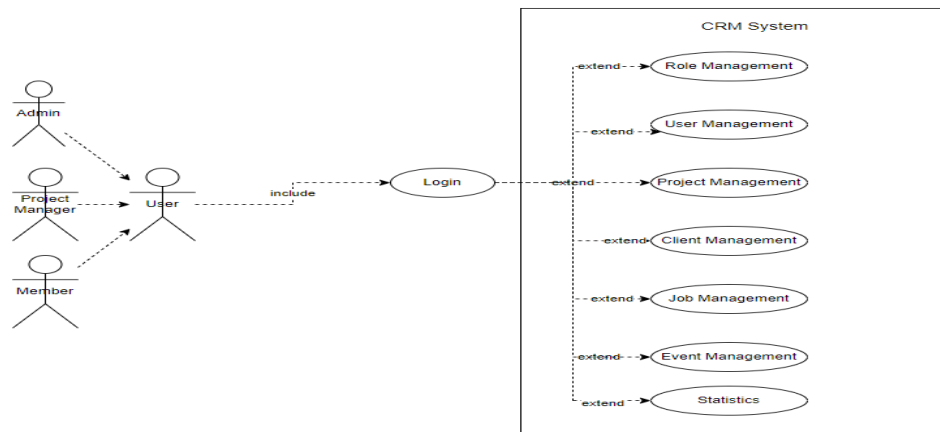 CRM System
extend
Role Management
Admin
extend
User Management
Project
Manager
User
include
Login
extend
Project Management
extend
Client Management
Member
extend
Job Management
extend
Event Management
extend
Statistics